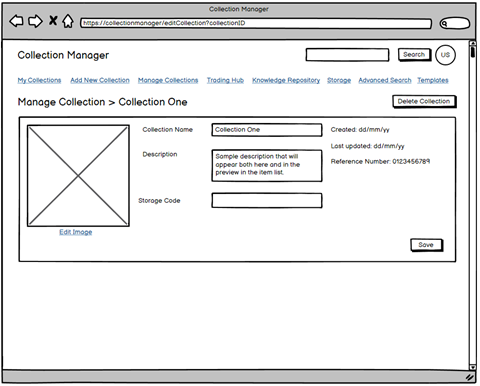 Collection Manager
https://collectionmanager/editCollection?collectionID
Collection Manager
Search
US
My Collections Add New Collection Manage Collections Trading Hub Knowledge Repository Storage Advanced Search Templates
Manage Collection > Collection One
Delete Collection
Collection Name
Collection One
Created: dd/mm/yy
Last updated: dd/mm/yy
Description
Sample description that will
appear both here and in the
preview in the item list.
Reference Number: 0123456789
Storage Code
Edit Image
Save